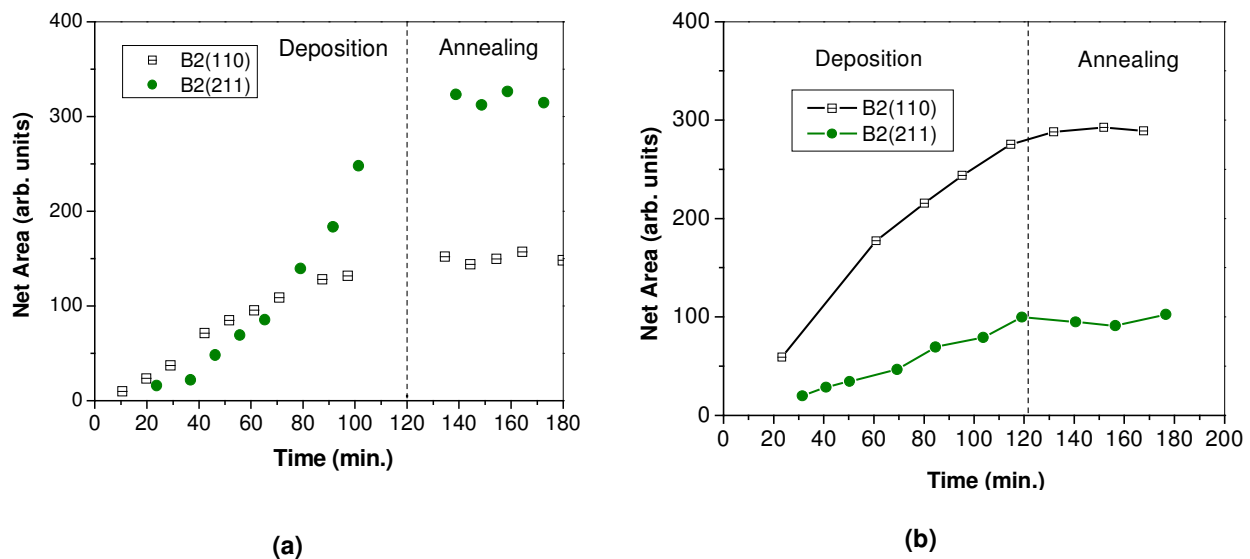 400
300
200
100
0
Net Area (arb. units)
B2(110)
B2(211)
Deposition
Annealing
0 20 40 60 80 100 120 140 160 180
Time (min.)
(a)
400
300
200
100
0
Net Area (arb. units)
Deposition
Annealing
B2(110)
B2(211)
0 20 40 60 80 100 120 140 160 180 200
Time (min.)
(b)